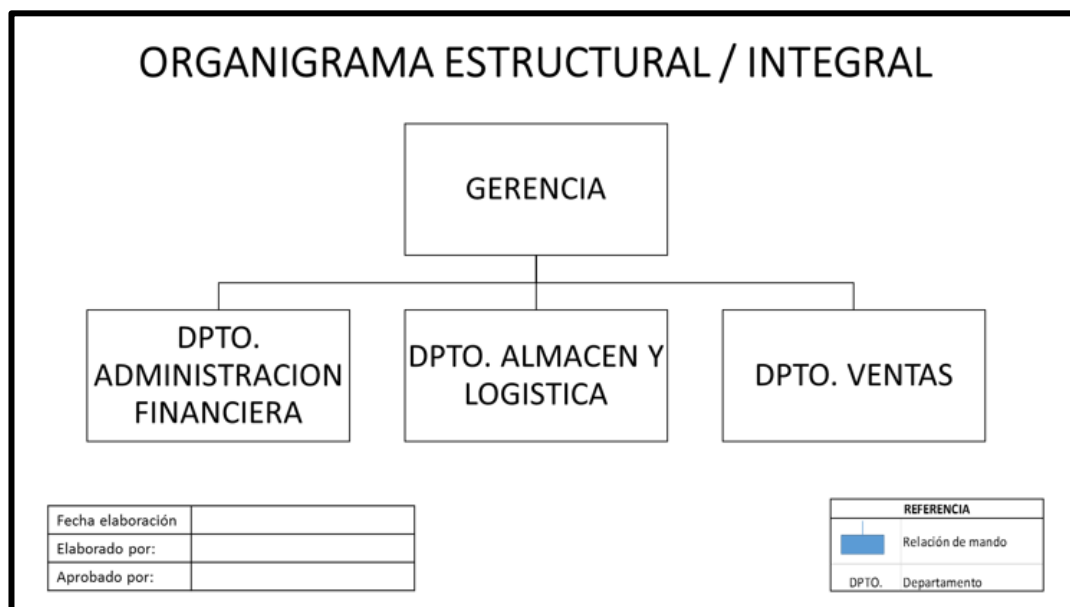 ORGANIGRAMA ESTRUCTURAL / INTEGRAL
GERENCIA
DPTO.
ADMINISTRACION
FINANCIERA
DPTO. ALMACEN Y
LOGISTICA
DPTO. VENTAS
Fecha elaboración
Elaborado por:
Aprobado por:
REFERENCIA
Relación de mando
DPTO. Departamento